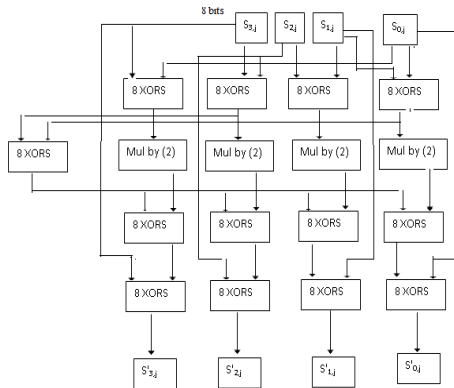 8 bits
S3,j S2,j S1,j S0,j
8 XORS 8 XORS 8 XORS 8 XORS
8 XORS Mul by (2) Mul by (2) Mul by (2) Mul by (2)
8 XORS 8 XORS 8 XORS 8 XORS
8 XORS 8 XORS 8 XORS 8 XORS
S'3,j S'2,j S'1,j S'0,j